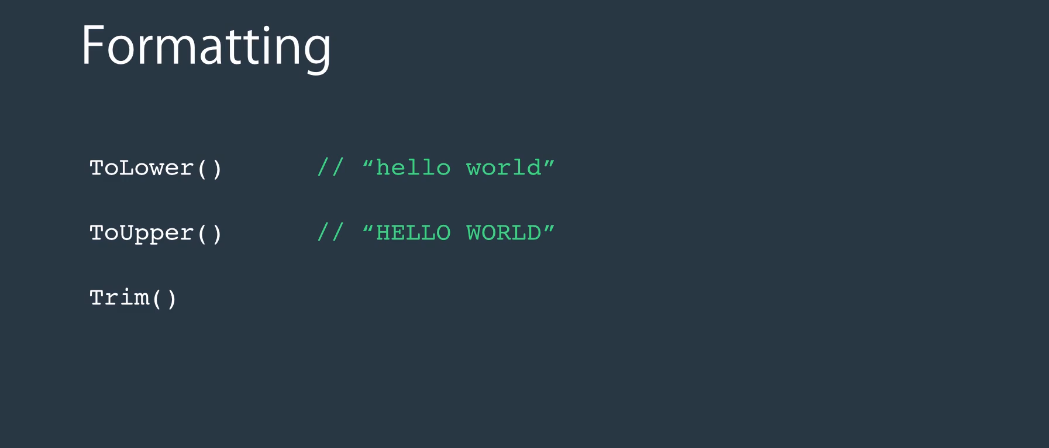 Formatting
ToLower() // “hello world”
ToUpper() // “HELLO WORLD”
Trim()